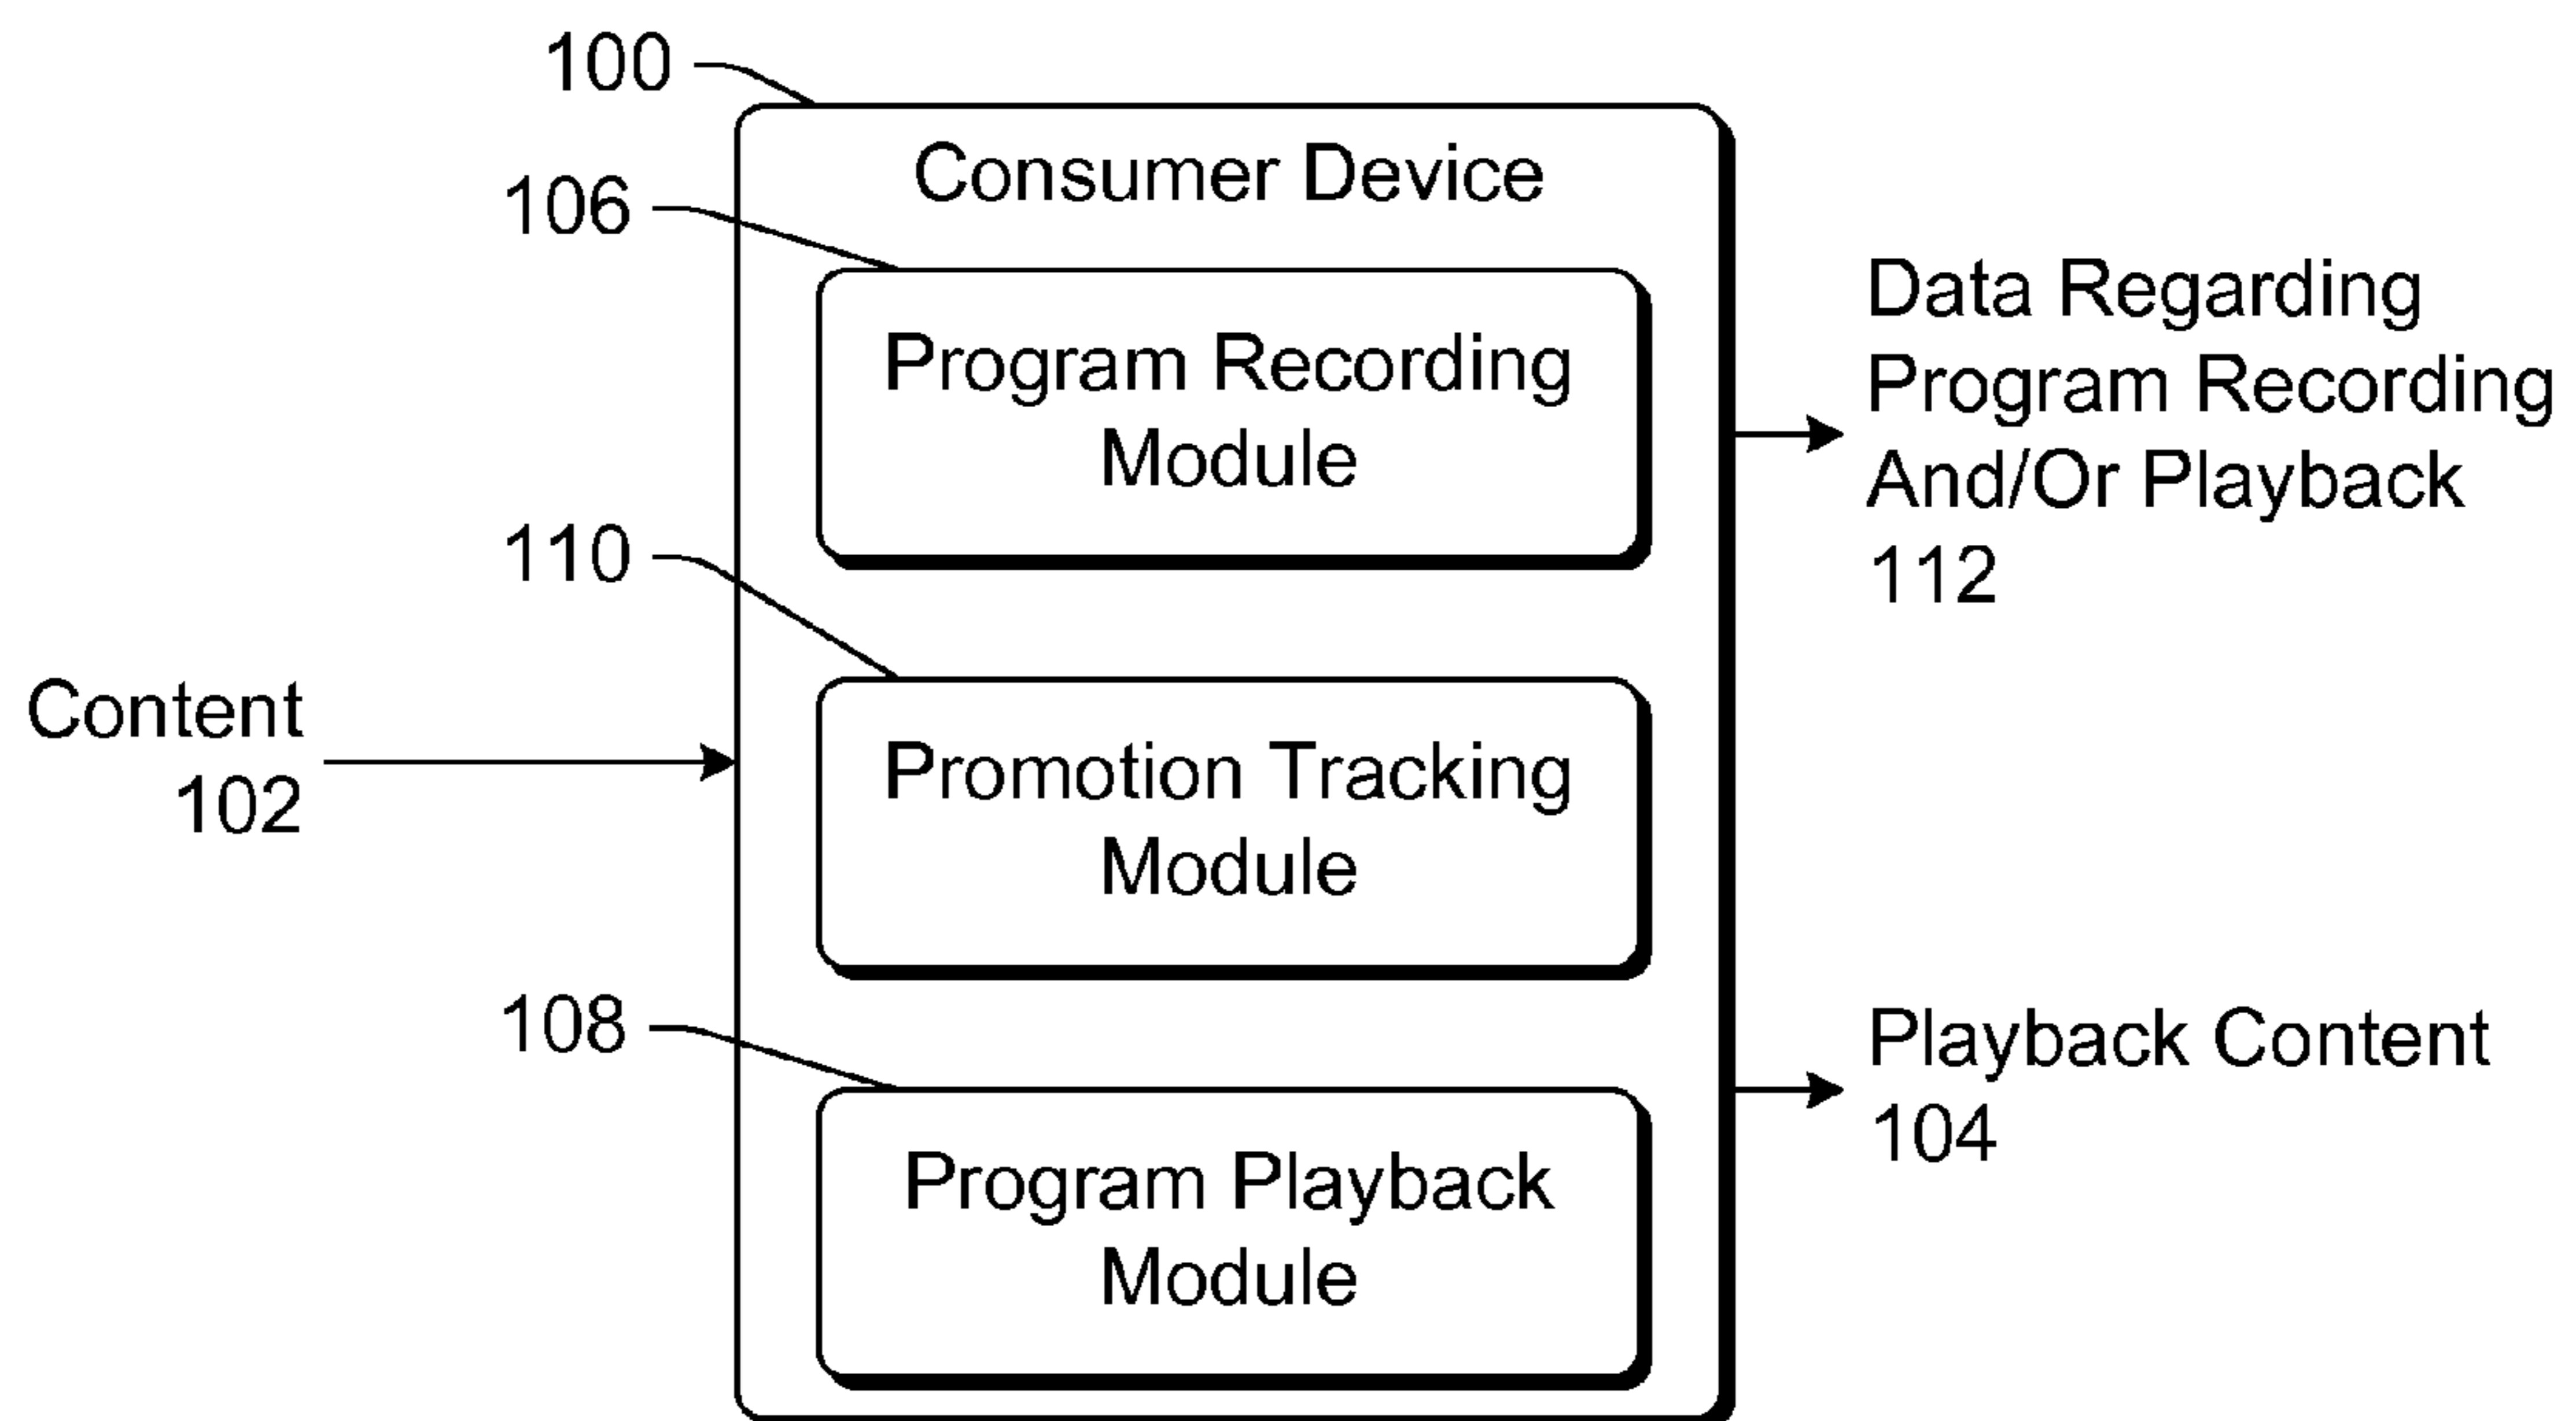 100
Consumer Device
106
Program Recording
Module
Data Regarding
Program Recording
And/Or Playback
112
110
Content
102
Promotion Tracking
Module
108
Playback Content
104
Program Playback
Module